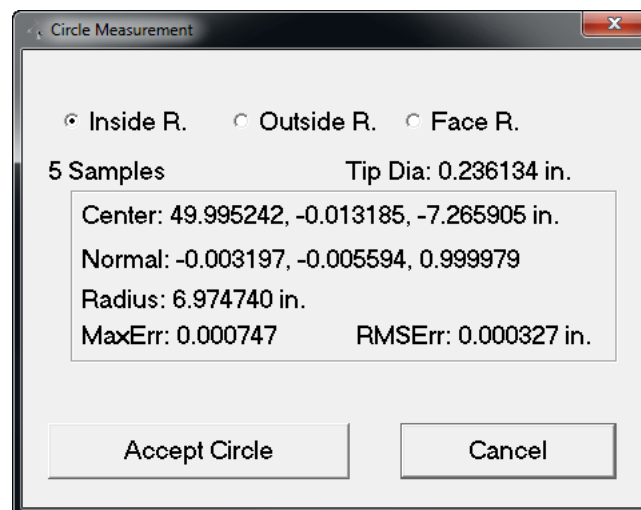 Circle Measurement
Inside R. Outside R. Face R.
5 Samples Tip Dia: 0.236134 in.
Center: 49.995242, -0.013185, -7.265905 in.
Normal: -0.003197, -0.005594, 0.999979
Radius: 6.974740 in.
MaxErr: 0.000747 RMSErr: 0.000327 in.
Accept Circle Cancel